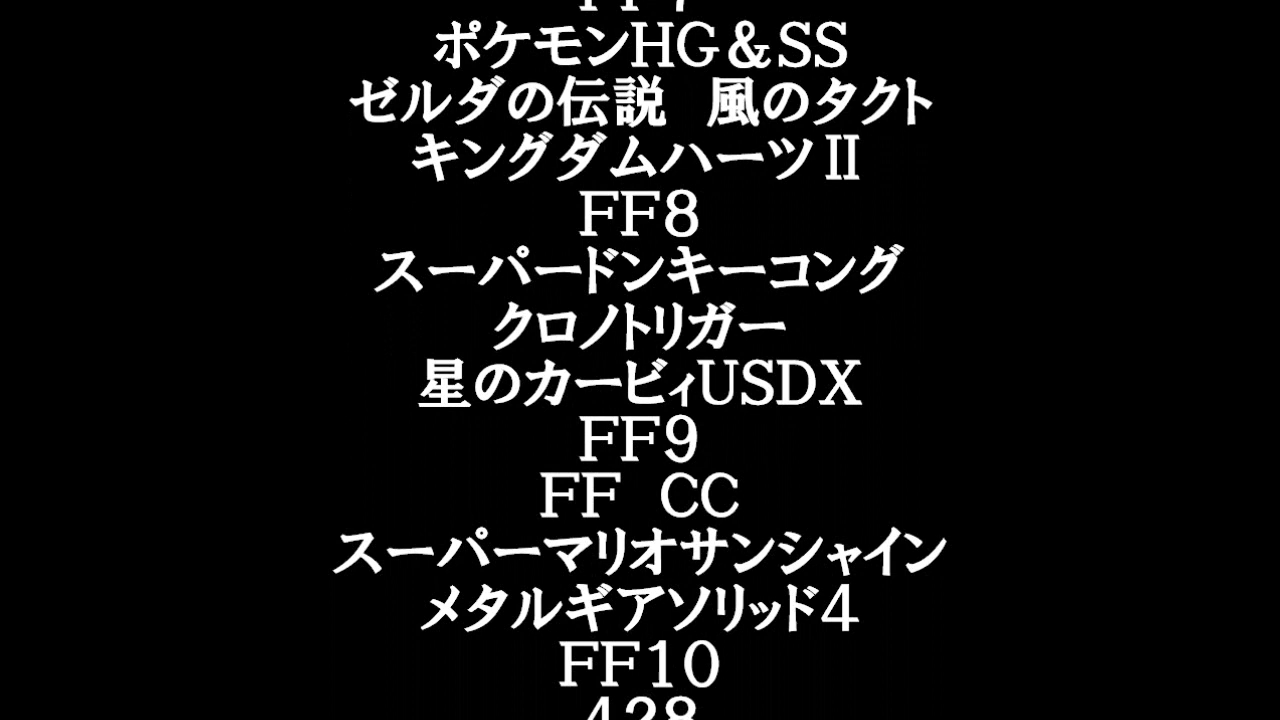 FF7
ポケモンHG＆SS
ゼルダの伝説　風のタクト
キングダムハーツⅡ
FF8
スーパードンキーコング
クロノトリガー
星のカービィUSDX
FF9
FF　CC
スーパーマリオサンシャイン
メタルギアソリッド4
FF10
428